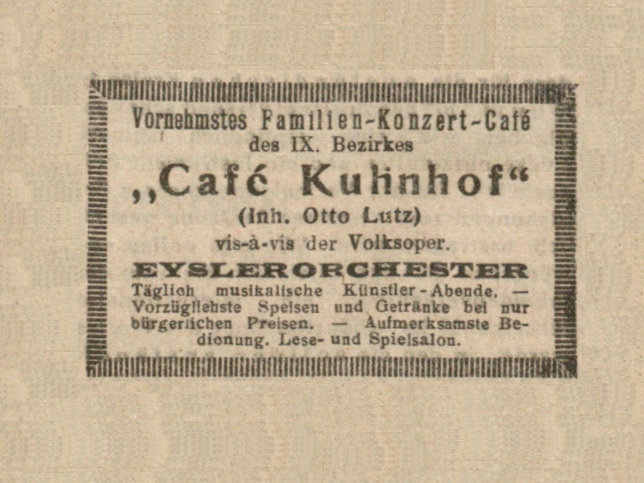 Vornehmstes Familien-Konzert-Café
des IX. Bezirkes
„Café Kuhnhof“
(Inh. Otto Lutz)
vis-à-vis der Volksoper.
EYSLERORCHESTER
Täglich musikalische Künstler-Abende. —
Vorzügliehste Speisen und Getränke bei nur
bürgerlichen Preisen. — Aufmerksamste Be-
dienung. Lese- und Spielsalon.